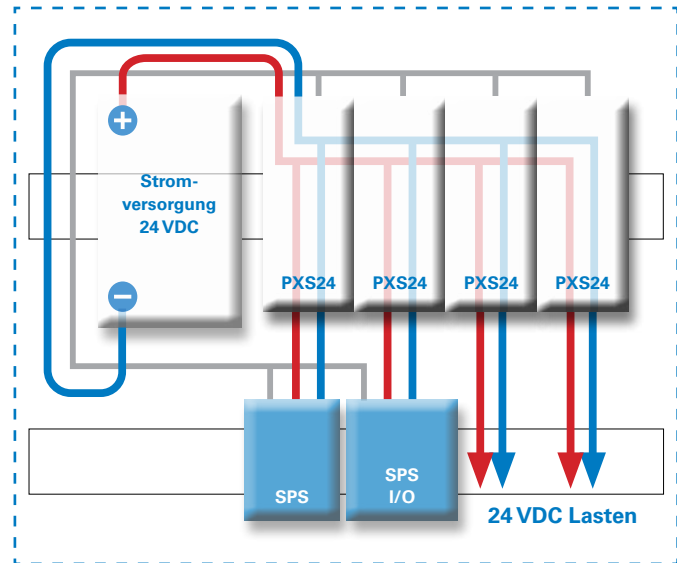 +
Strom-
versorgung
24 VDC
−
PXS24 PXS24 PXS24 PXS24
SPS
SPS
I/O
24 VDC Lasten